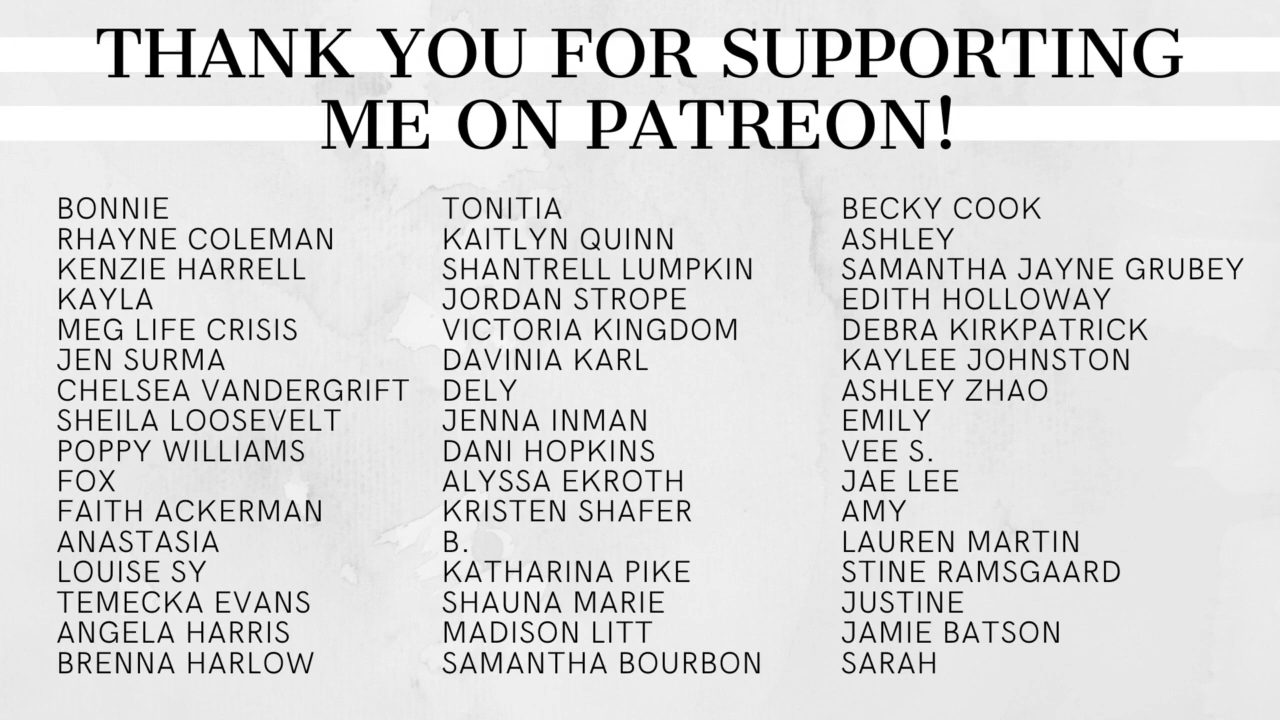 THANK YOU FOR SUPPORTING
ME ON PATREON!
BONNIE
RHAYNE COLEMAN
KENZIE HARRELL
KAYLA
MEG LIFE CRISIS
JEN SURMA
CHELSEA VANDERGRIFT
SHEILA LOOSEVELT
POPPY WILLIAMS
FOX
FAITH ACKERMAN
ANASTASIA
LOUISE SY
TEMECKA EVANS
ANGELA HARRIS
BRENNA HARLOW
TONITIA
KAITLYN QUINN
SHANTRELL LUMPKIN
JORDAN STROPE
VICTORIA KINGDOM
DAVINIA KARL
DELY
JENNA INMAN
DANI HOPKINS
ALYSSA EKROTH
KRISTEN SHAFER
B.
KATHARINA PIKE
SHAUNA MARIE
MADISON LITT
SAMANTHA BOURBON
BECKY COOK
ASHLEY
SAMANTHA JAYNE GRUBEY
EDITH HOLLOWAY
DEBRA KIRKPATRICK
KAYLEE JOHNSTON
ASHLEY ZHAO
EMILY
VEE S.
JAE LEE
AMY
LAUREN MARTIN
STINE RAMSGAARD
JUSTINE
JAMIE BATSON
SARAH